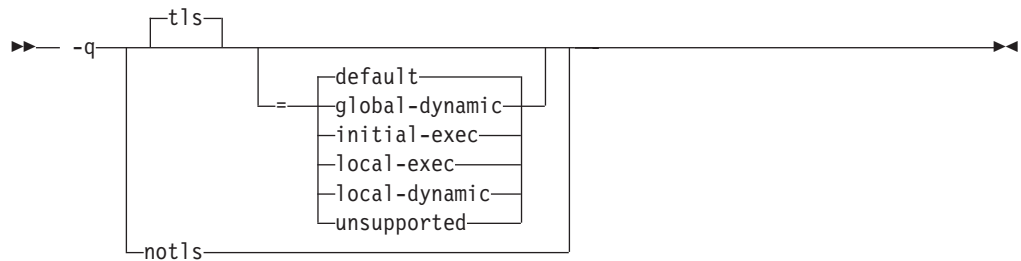 tls
-q
default
= global-dynamic
initial-exec
local-exec
local-dynamic
unsupported
notls